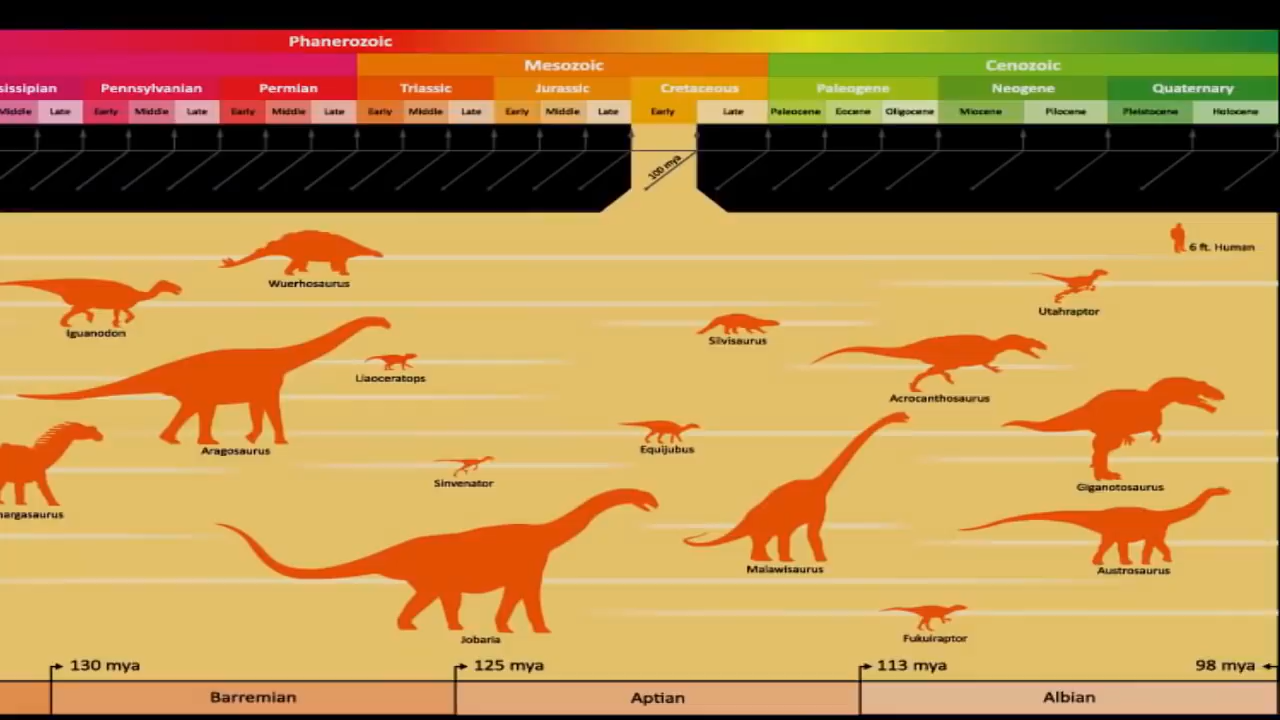 Phanerozoic
Mesozoic Cenozoic
sissipian Pennsylvanian Permian Triassic Jurassic Cretaceous Paleogene Neogene Quaternary
Middle Late Early Middle Late Early Middle Late Early Middle Late Early Middle Late Early Late Paleocene Eocene Oligocene Miocene Pilocene Pleistocene Holocene
100 mya
6 ft. Human
Wuerhosaurus
Utahraptor
Iguanodon
Silvisaurus
Liaoceratops
Acrocanthosaurus
Aragosaurus
Equijubus
Sinvenator
Giganotosaurus
nargasaurus
Malawisaurus
Austrosaurus
Jobaria
Fukuiraptor
130 mya 125 mya 113 mya 98 mya
Barremian Aptian Albian